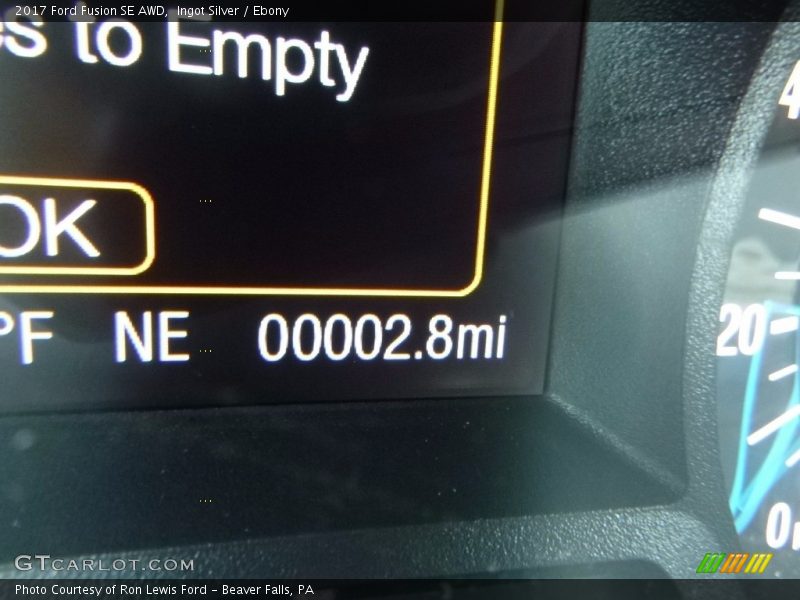 2017 Ford Fusion SE AWD, Ingot Silver / Ebony
to Empty
OK
NE 00002.8mi
20
0
GTCARLOT.COM
Photo Courtesy of Ron Lewis Ford - Beaver Falls, PA